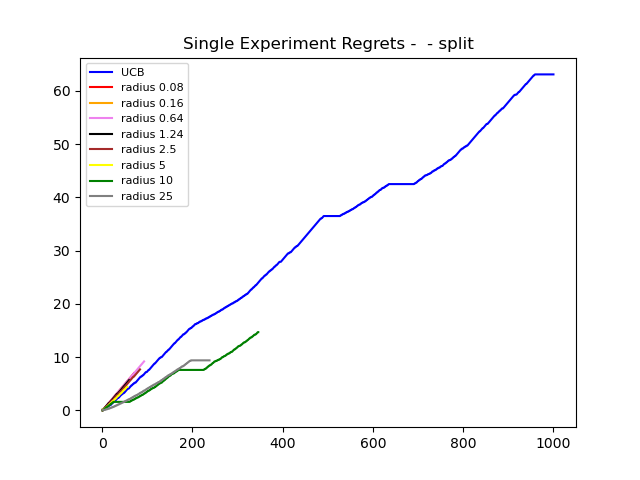 Single Experiment Regrets -  - split
UCB
radius 0.08
radius 0.16
radius 0.64
radius 1.24
radius 2.5
radius 5
radius 10
radius 25
60
50
40
30
20
10
0
0 200 400 600 800 1000